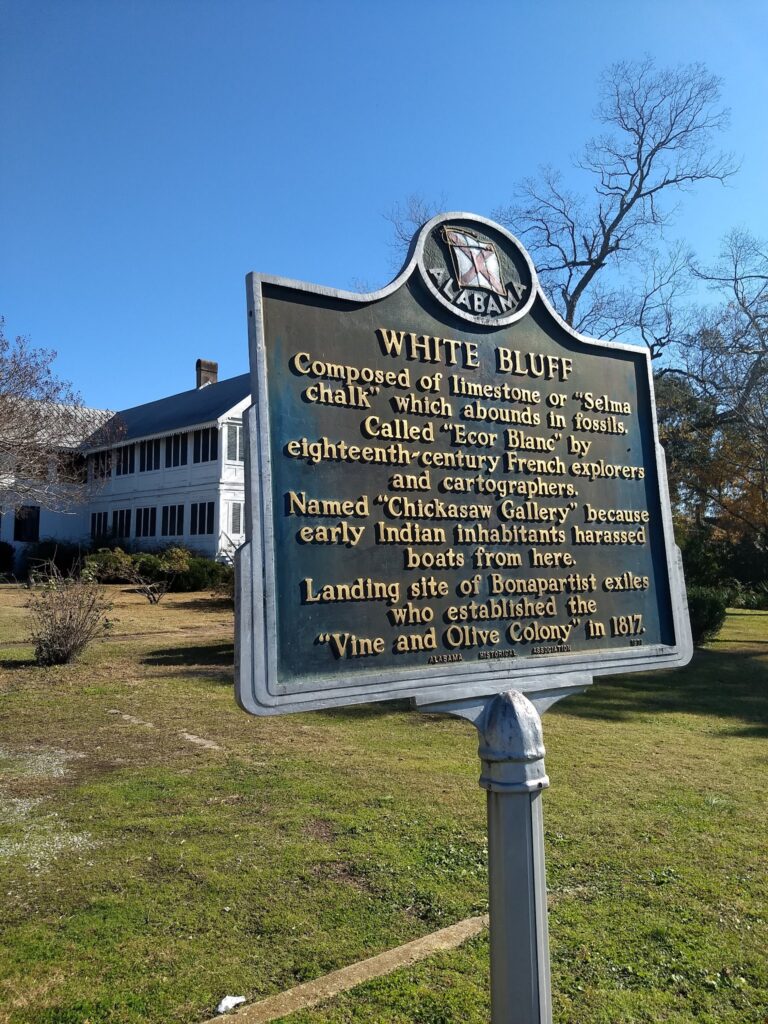 ALABAMA
WHITE BLUFF
Composed of limestone or "Selma
chalk" which abounds in fossils.
Called "Ecor Blanc" by
eighteenth-century French explorers
and cartographers.
Named "Chickasaw Gallery" because
early Indian inhabitants harassed
boats from here.
Landing site of Bonapartist exiles
who established the
"Vine and Olive Colony" in 1817.
ALABAMA HISTORICAL ASSOCIATION